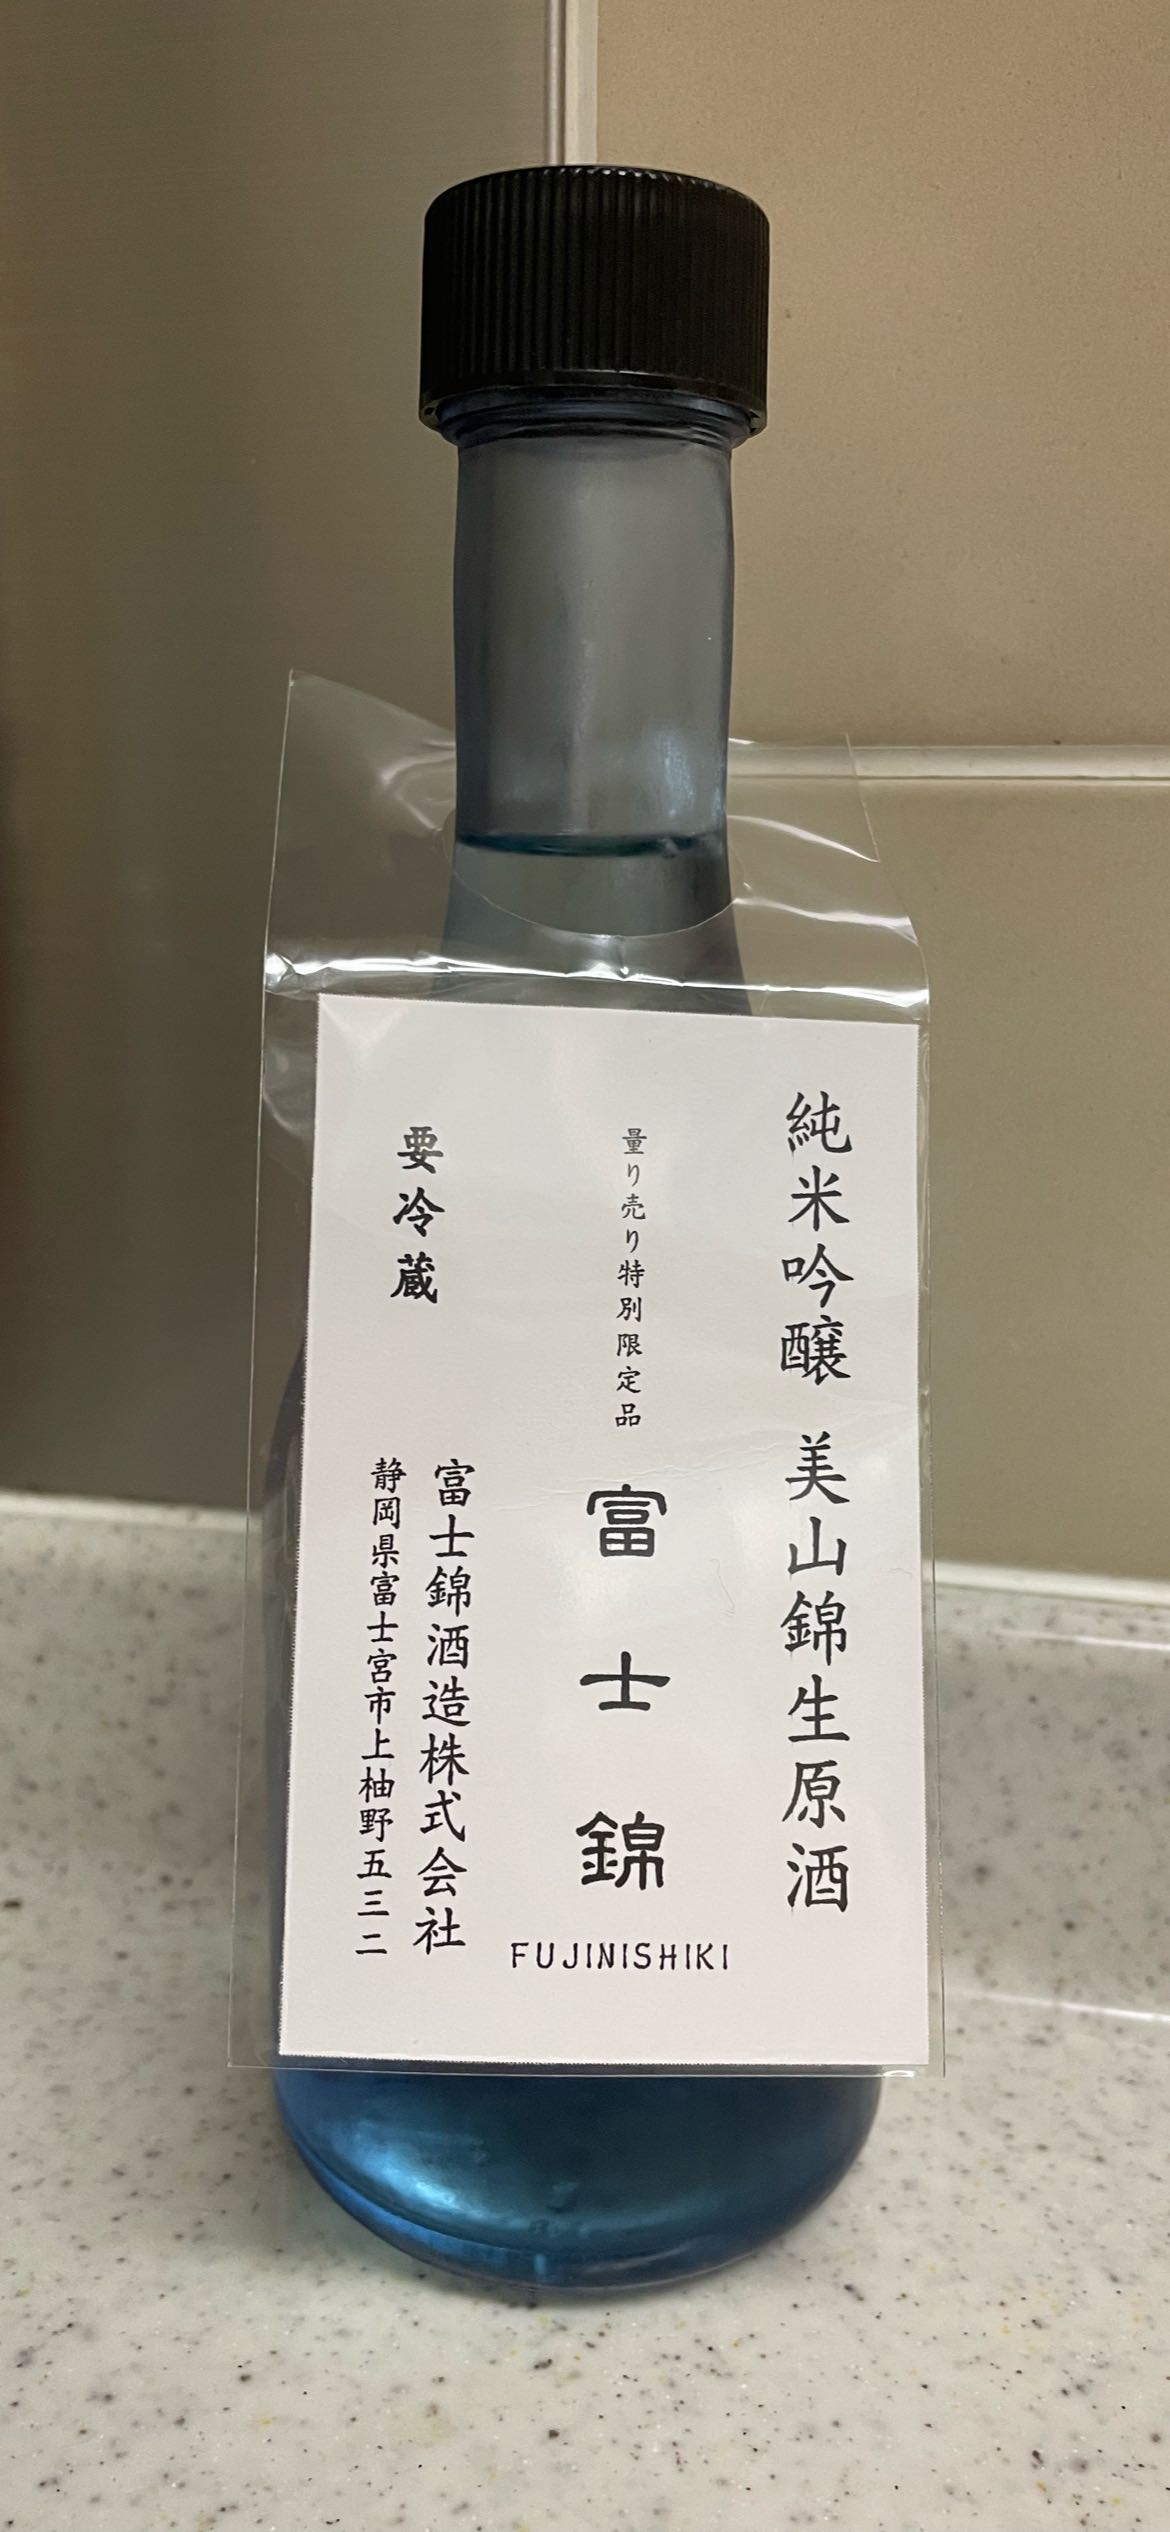 純米吟醸 美山錦生原酒
量り売り特別限定品
富士錦
FUJINISHIKI
要冷蔵
富士錦酒造株式会社
静岡県富士宮市上柚野五三二